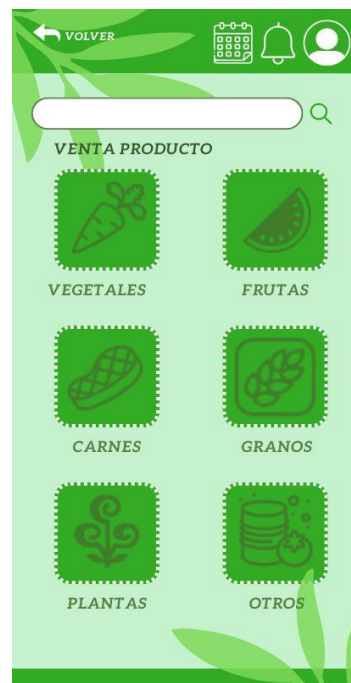 VOLVER
VENTA PRODUCTO
VEGETALES
FRUTAS
CARNES
GRANOS
PLANTAS
OTROS